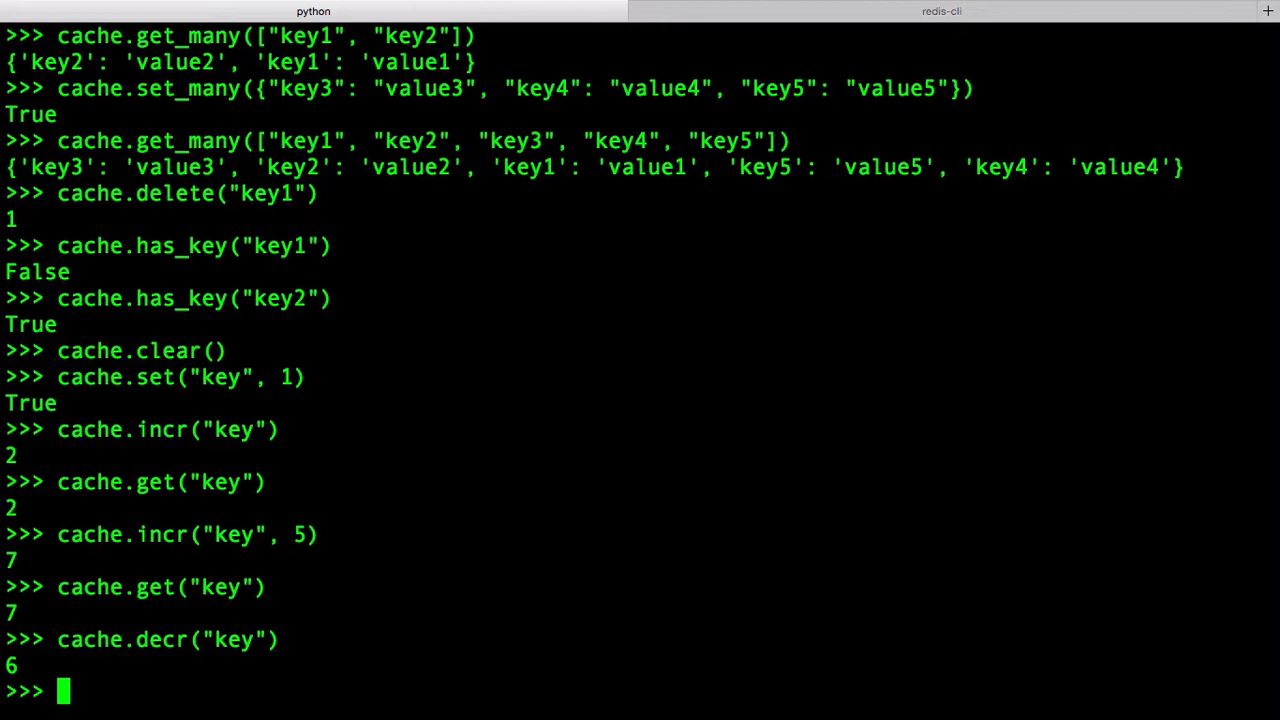 python
redis-cli
+
>>> cache.get_many(["key1", "key2"])
{'key2': 'value2', 'key1': 'value1'}
>>> cache.set_many({"key3": "value3", "key4": "value4", "key5": "value5"})
True
>>> cache.get_many(["key1", "key2", "key3", "key4", "key5"])
{'key3': 'value3', 'key2': 'value2', 'key1': 'value1', 'key5': 'value5', 'key4': 'value4'}
>>> cache.delete("key1")
1
>>> cache.has_key("key1")
False
>>> cache.has_key("key2")
True
>>> cache.clear()
>>> cache.set("key", 1)
True
>>> cache.incr("key")
2
>>> cache.get("key")
2
>>> cache.incr("key", 5)
7
>>> cache.get("key")
7
>>> cache.decr("key")
6
>>>